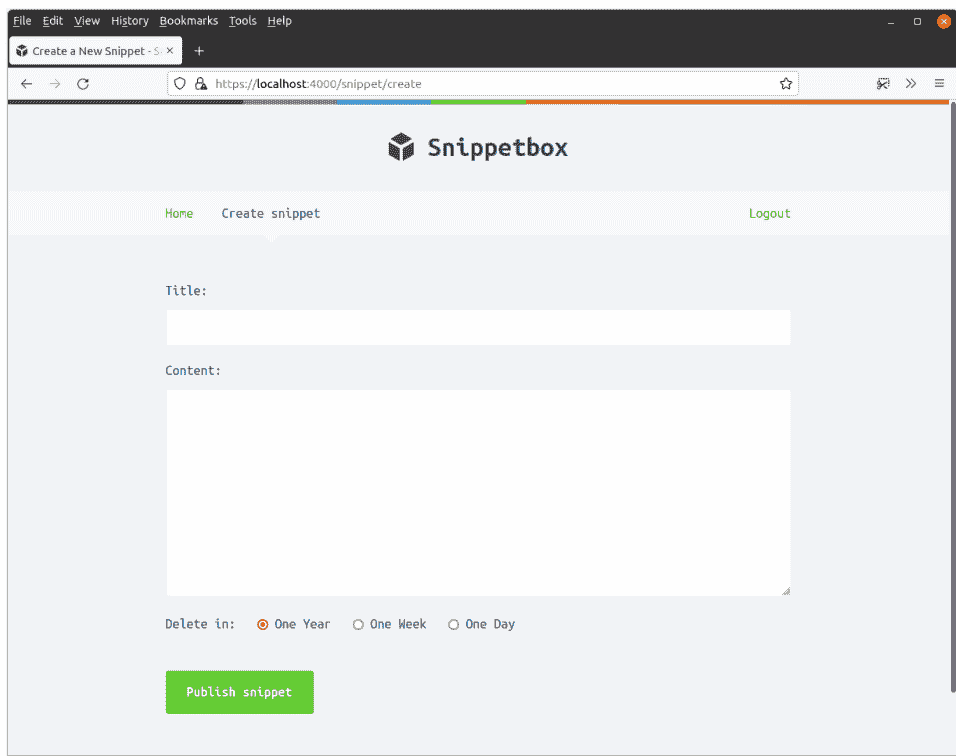 File Edit View History Bookmarks Tools Help
Create a New Snippet - S
https://localhost:4000/snippet/create
Snippetbox
Home Create snippet Logout
Title:
Content:
Delete in: One Year One Week One Day
Publish snippet